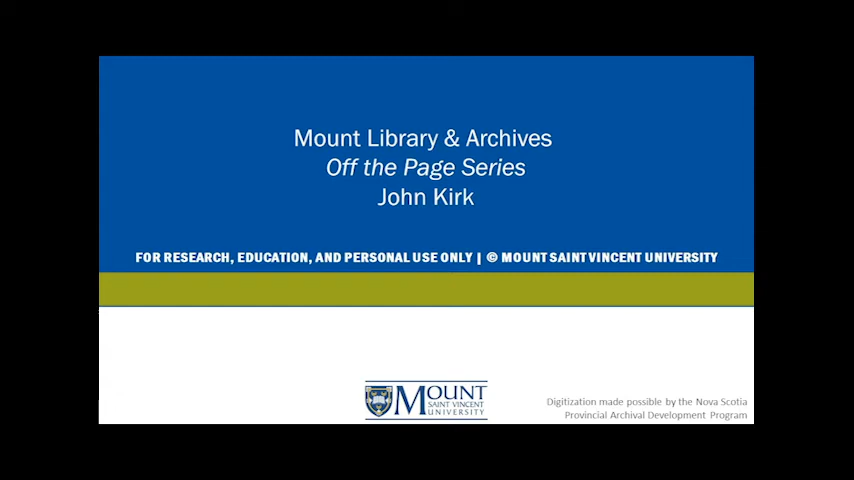 Mount Library & Archives
Off the Page Series
John Kirk
FOR RESEARCH, EDUCATION, AND PERSONAL USE ONLY | © MOUNT SAINT VINCENT UNIVERSITY
MOUNT
SAINT VINCENT
UNIVERSITY
Digitization made possible by the Nova Scotia
Provincial Archival Development Program